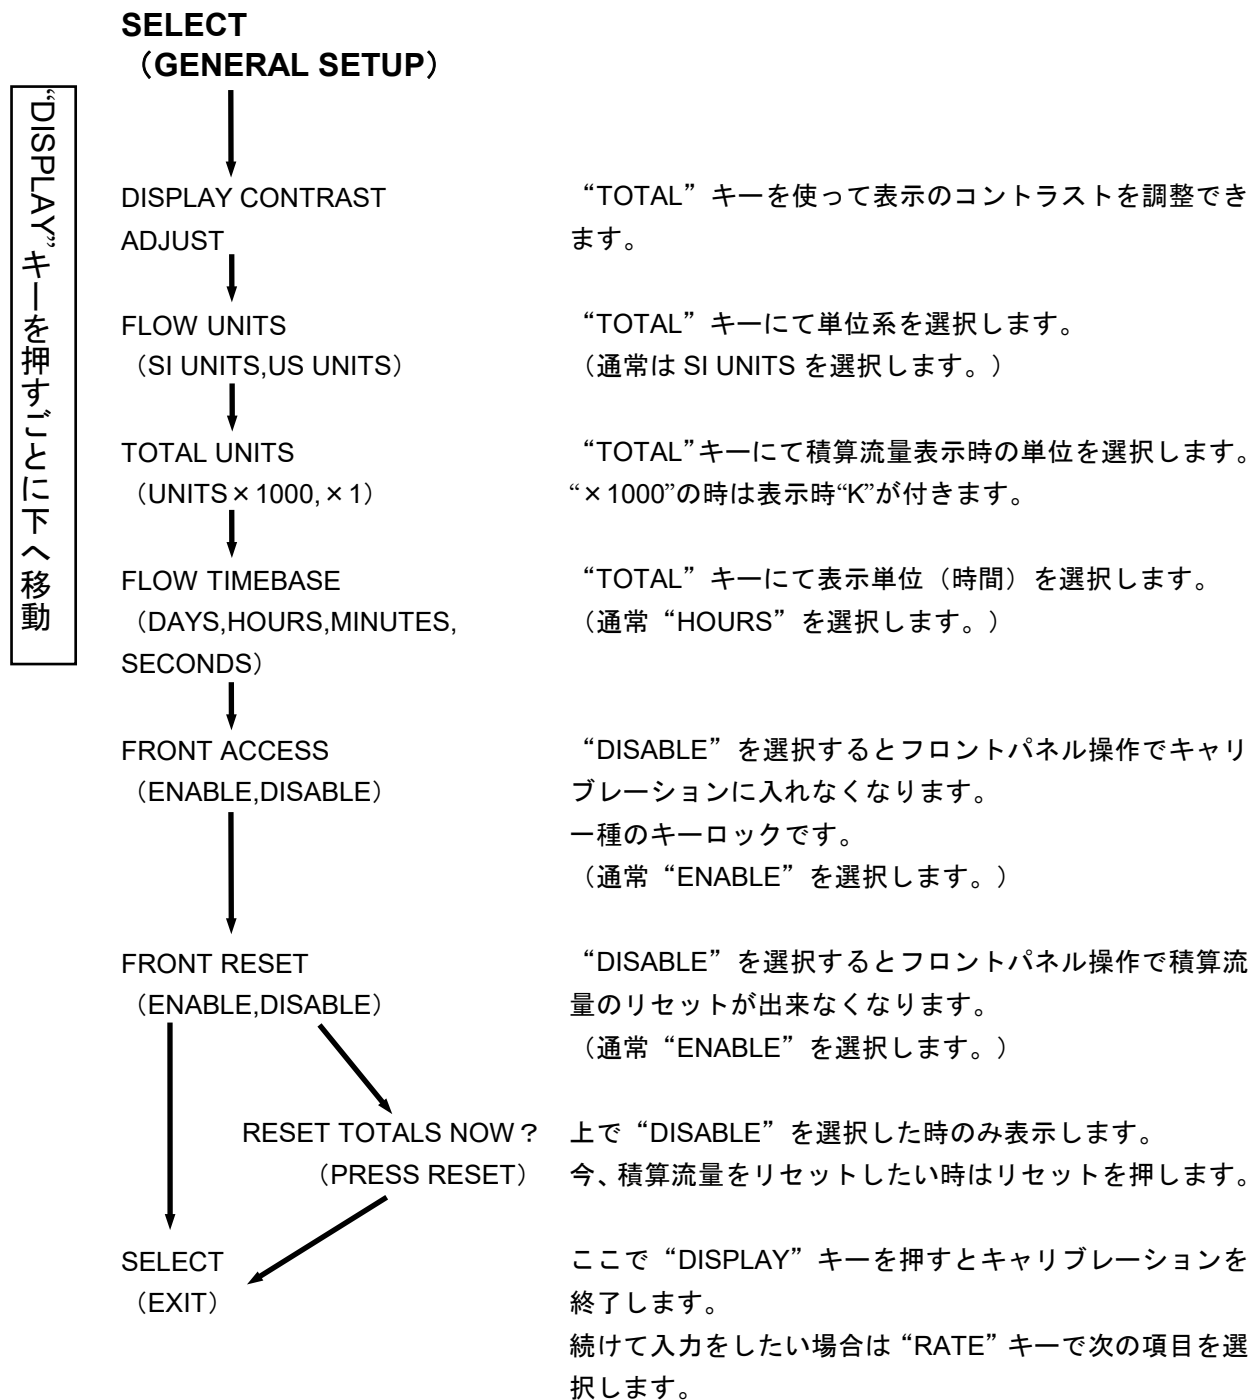 SELECT
（GENERAL SETUP）
“DISPLAY”キーを押すごとに下へ移動
DISPLAY CONTRAST
ADJUST
“TOTAL”キーを使って表示のコントラストを調整でき
ます。
FLOW UNITS
（SI UNITS,US UNITS）
“TOTAL”キーにて単位系を選択します。
（通常は SI UNITS を選択します。）
TOTAL UNITS
（UNITS×1000,×1）
“TOTAL”キーにて積算流量表示時の単位を選択します。
“×1000”の時は表示時“K”が付きます。
FLOW TIMEBASE
（DAYS,HOURS,MINUTES,
SECONDS）
“TOTAL”キーにて表示単位（時間）を選択します。
（通常“HOURS”を選択します。）
FRONT ACCESS
（ENABLE,DISABLE）
“DISABLE”を選択するとフロントパネル操作でキャリ
ブレーションに入れなくなります。
一種のキーロックです。
（通常“ENABLE”を選択します。）
FRONT RESET
（ENABLE,DISABLE）
“DISABLE”を選択するとフロントパネル操作で積算流
量のリセットが出来なくなります。
（通常“ENABLE”を選択します。）
RESET TOTALS NOW？
（PRESS RESET）
上で“DISABLE”を選択した時のみ表示します。
今、積算流量をリセットしたい時はリセットを押します。
SELECT
（EXIT）
ここで“DISPLAY”キーを押すとキャリブレーションを
終了します。
続けて入力をしたい場合は“RATE”キーで次の項目を選
択します。